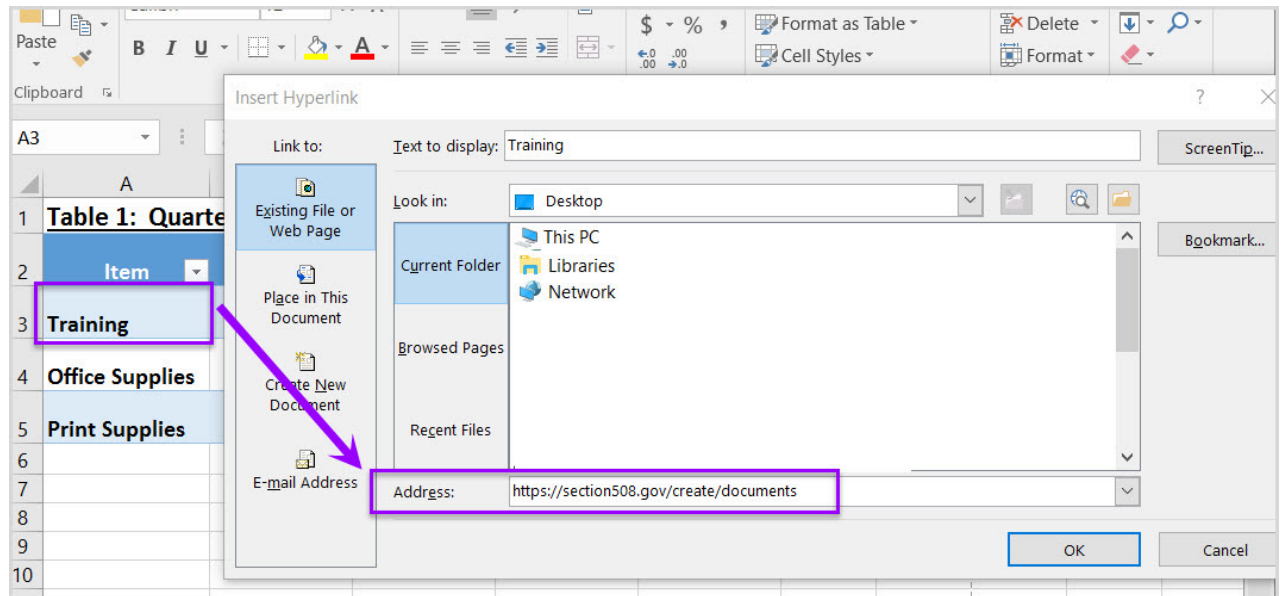 $ - % , Format as Table Delete
Paste B I U A Cell Styles Format
Clipboard
Insert Hyperlink ? X
A3
Link to: Text to display: Training ScreenTip...
A
1 Table 1: Quarte
Existing File or Web Page
Look in: Desktop
Bookmark...
2 Item
Current Folder
This PC
Libraries
Network
Place in This Document
3 Training
Browsed Pages
4 Office Supplies
Create New Document
5 Print Supplies
Recent Files
6
E-mail Address
7
Address: https://section508.gov/create/documents
8
9
OK Cancel
10